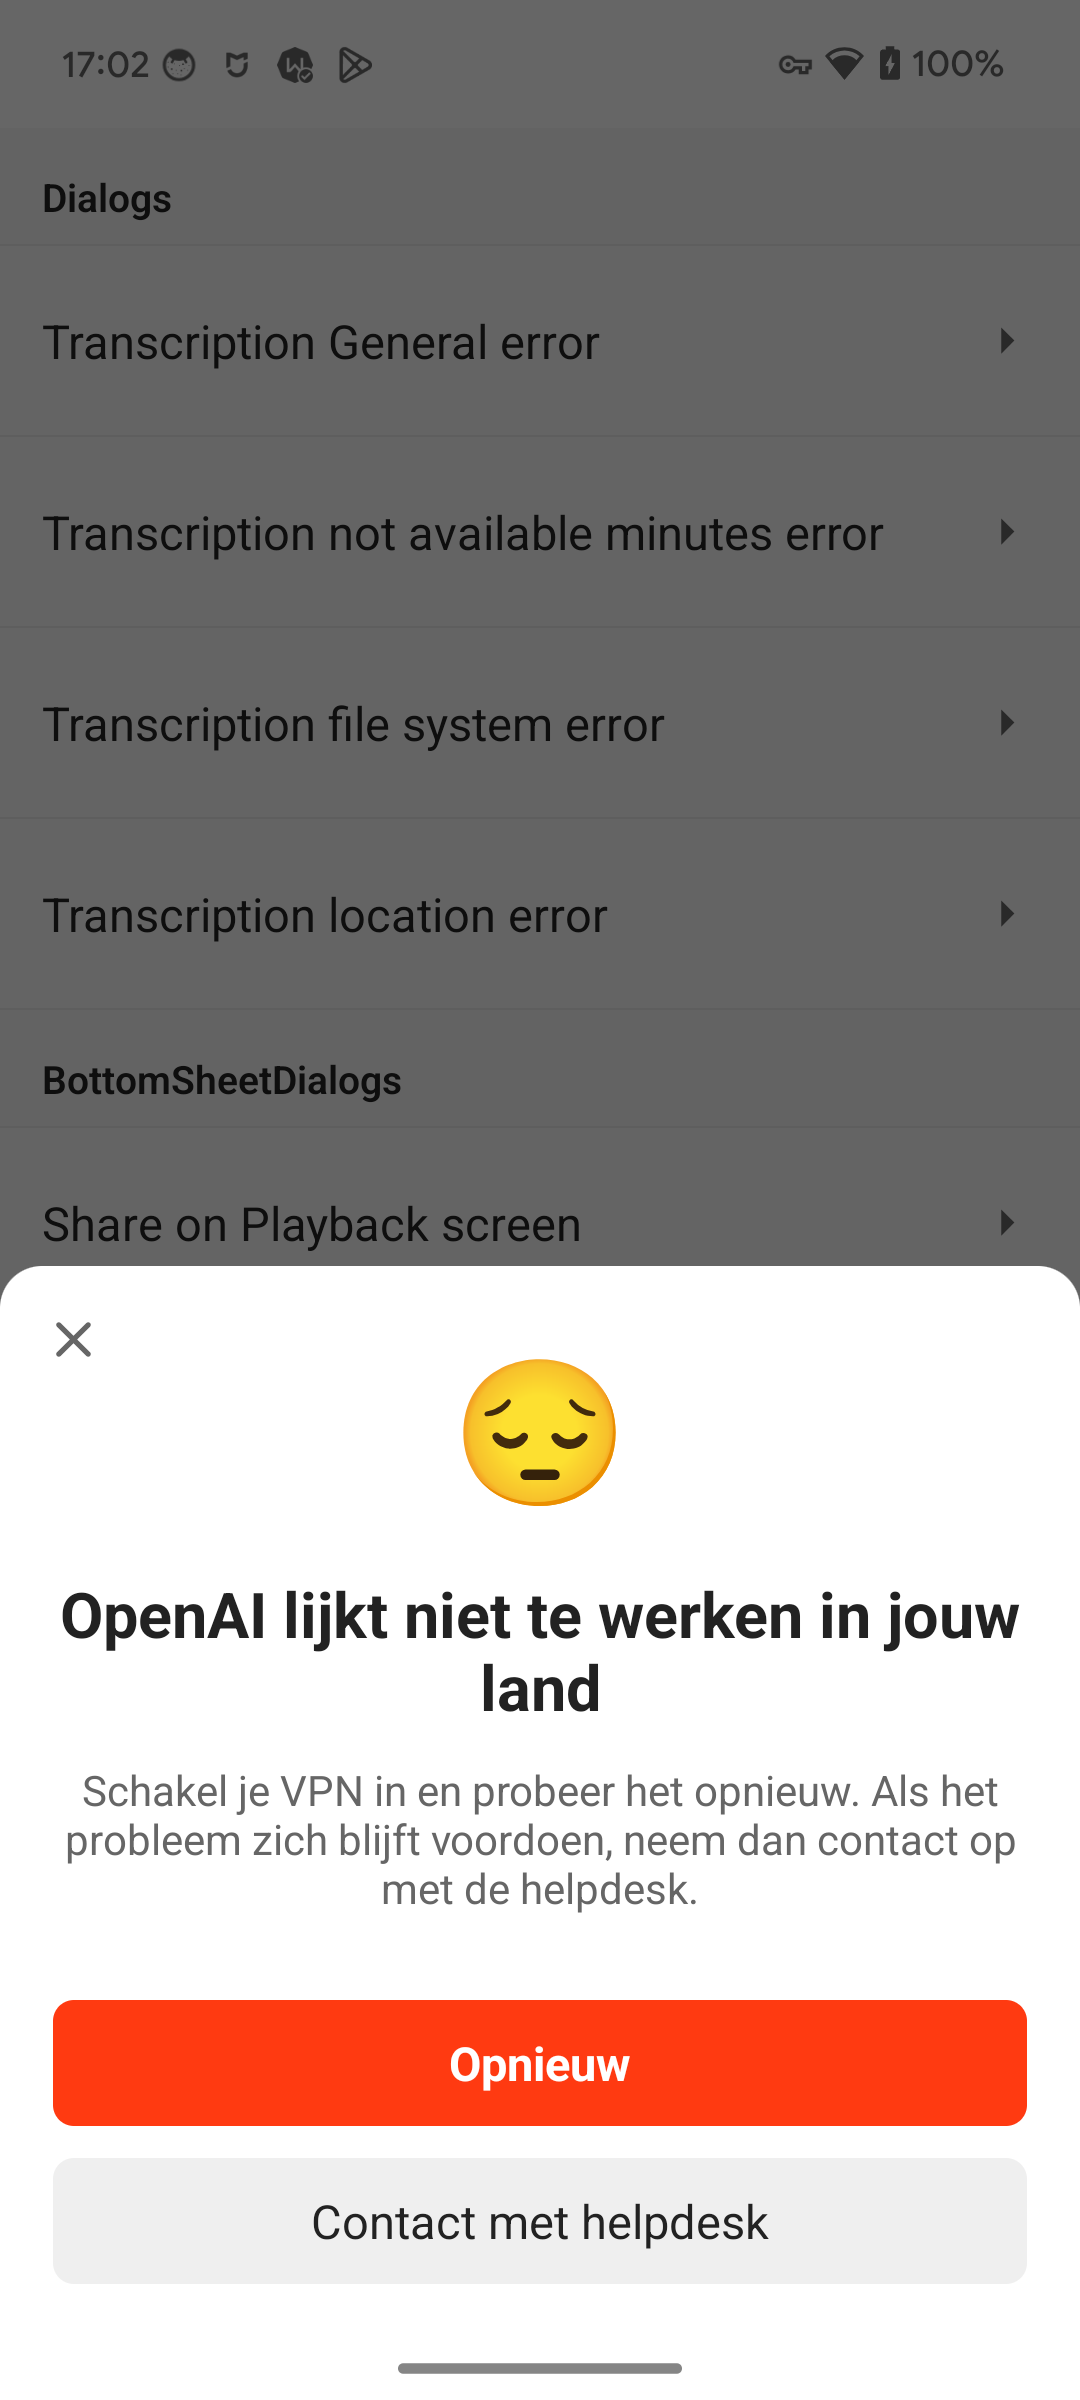 17:02
100%
Dialogs
Transcription General error
Transcription not available minutes error
Transcription file system error
Transcription location error
BottomSheetDialogs
Share on Playback screen
OpenAI lijkt niet te werken in jouw
land
Schakel je VPN in en probeer het opnieuw. Als het
probleem zich blijft voordoen, neem dan contact op
met de helpdesk.
Opnieuw
Contact met helpdesk